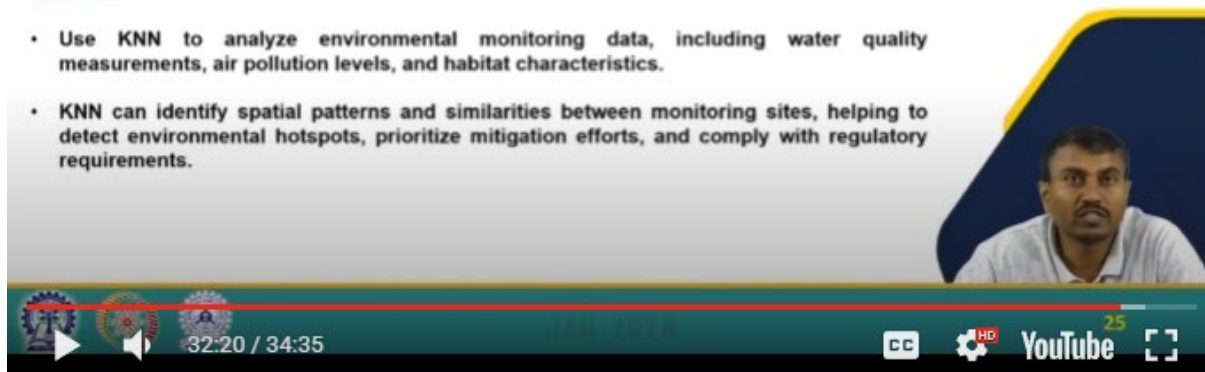 • Use KNN to analyze environmental monitoring data, including water quality
measurements, air pollution levels, and habitat characteristics.
• KNN can identify spatial patterns and similarities between monitoring sites, helping to
detect environmental hotspots, prioritize mitigation efforts, and comply with regulatory
requirements.
JAN 2024
25
32:20 / 34:35
CC
HD
YouTube